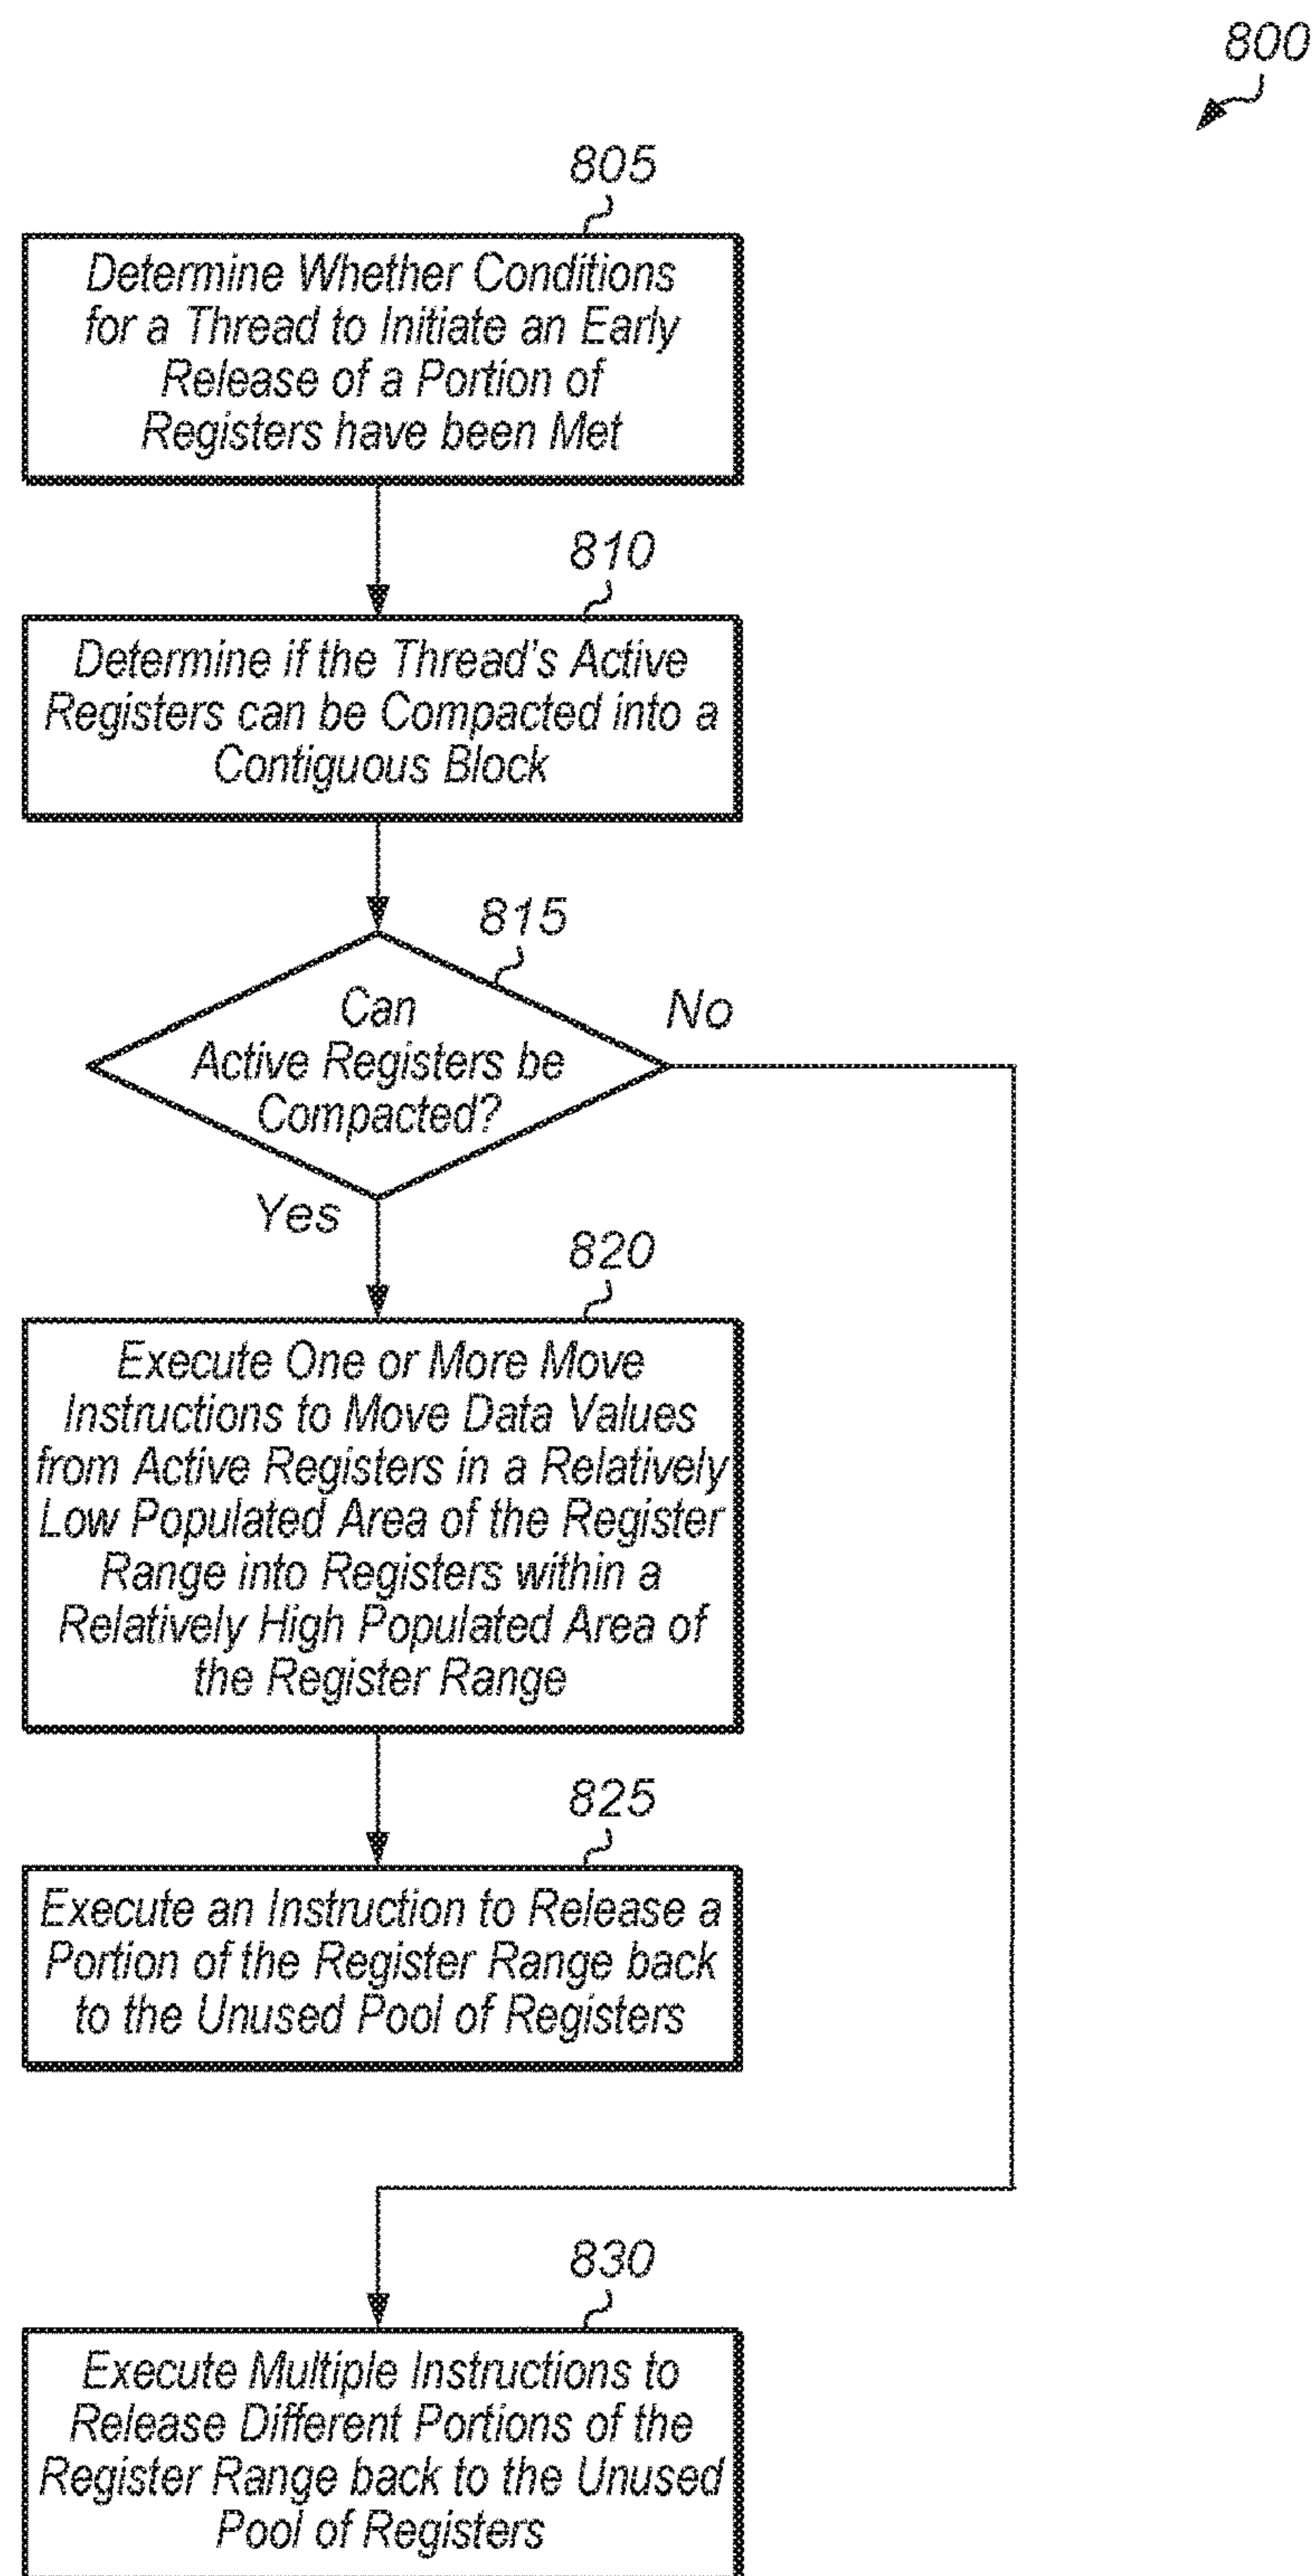 800
805
Determine Whether Conditions
for a Thread to Initiate an Early
Release of a Portion of
Registers have been Met
810
Determine if the Thread's Active
Registers can be Compacted into a
Contiguous Block
815
Can
Active Registers be
Compacted?
No
Yes
820
Execute One or More Move
Instructions to Move Data Values
from Active Registers in a Relatively
Low Populated Area of the Register
Range into Registers within a
Relatively High Populated Area of
the Register Range
825
Execute an Instruction to Release a
Portion of the Register Range back
to the Unused Pool of Registers
830
Execute Multiple Instructions to
Release Different Portions of the
Register Range back to the Unused
Pool of Registers